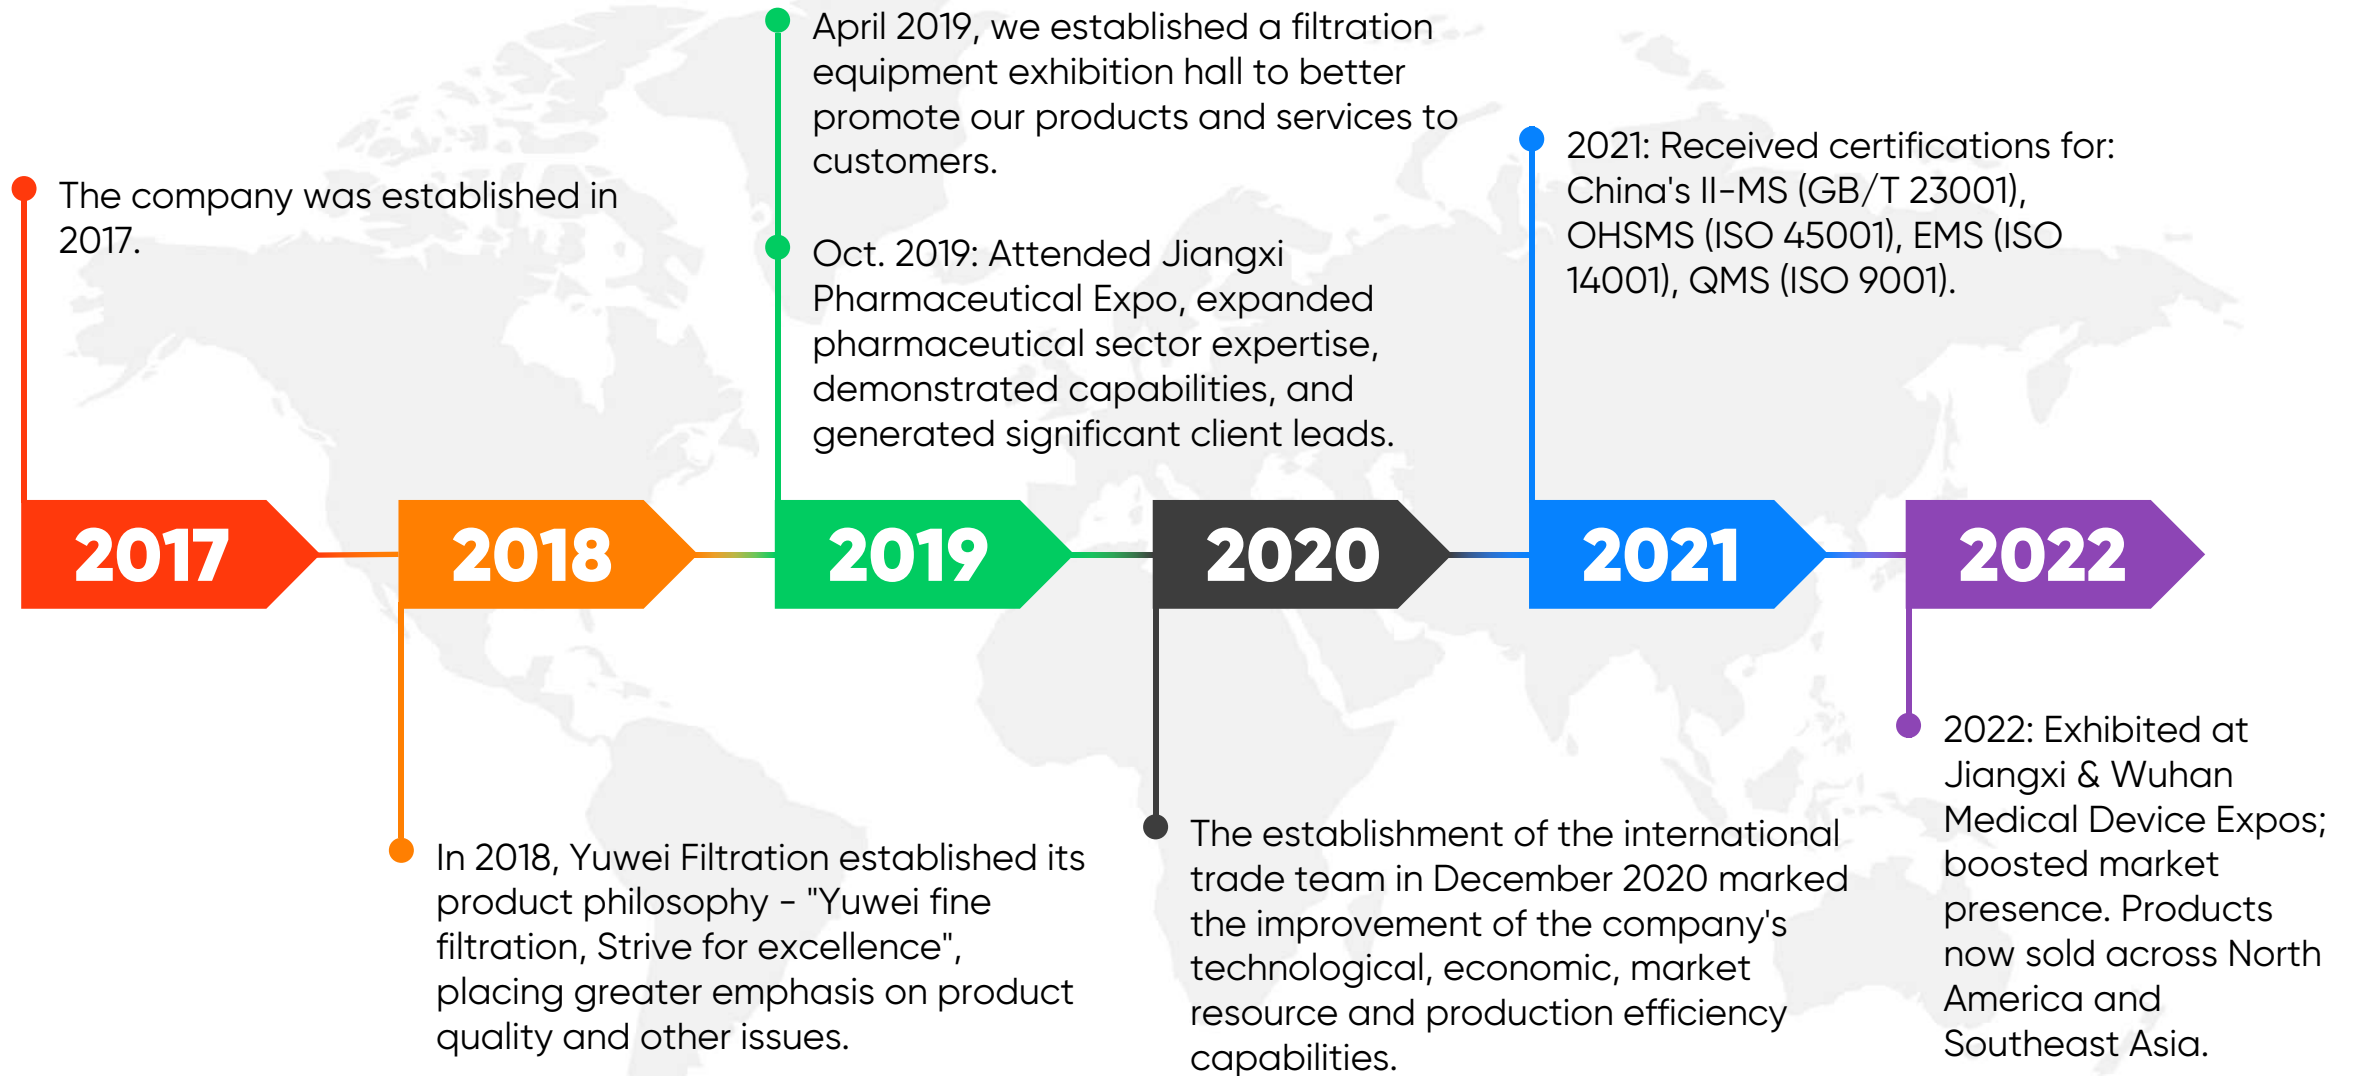 April 2019, we established a filtration
equipment exhibition hall to better
promote our products and services to
customers.
The company was established in
2017.
Oct. 2019: Attended Jiangxi
Pharmaceutical Expo, expanded
pharmaceutical sector expertise,
demonstrated capabilities, and
generated significant client leads.
2021: Received certifications for:
China's II-MS (GB/T 23001),
OHSMS (ISO 45001), EMS (ISO
14001), QMS (ISO 9001).
2017
2018
2019
2020
2021
2022
In 2018, Yuwei Filtration established its
product philosophy - "Yuwei fine
filtration, Strive for excellence",
placing greater emphasis on product
quality and other issues.
The establishment of the international
trade team in December 2020 marked
the improvement of the company's
technological, economic, market
resource and production efficiency
capabilities.
2022: Exhibited at
Jiangxi & Wuhan
Medical Device Expos;
boosted market
presence. Products
now sold across North
America and
Southeast Asia.